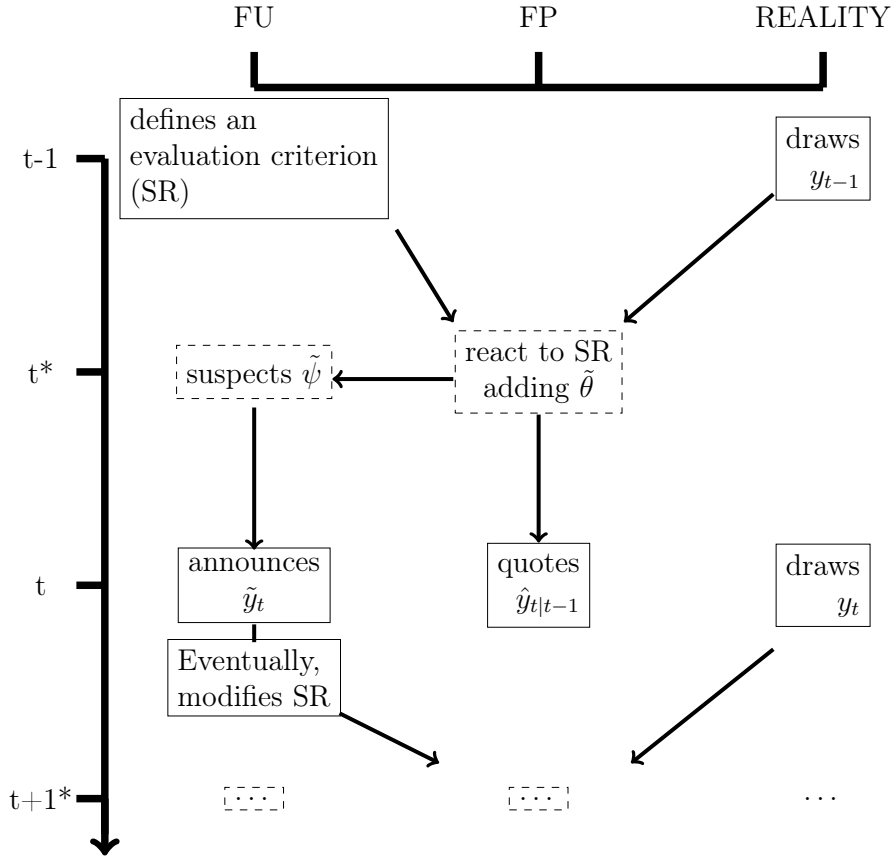 FU FP REALITY
t-1
defines an
evaluation criterion
(SR)
draws
y_{t−1}
t*
suspects ψ̃
react to SR
adding θ̃
t
announces
ỹ_t
quotes
ŷ_{t|t−1}
draws
y_t
Eventually,
modifies SR
t+1*
···
···
···